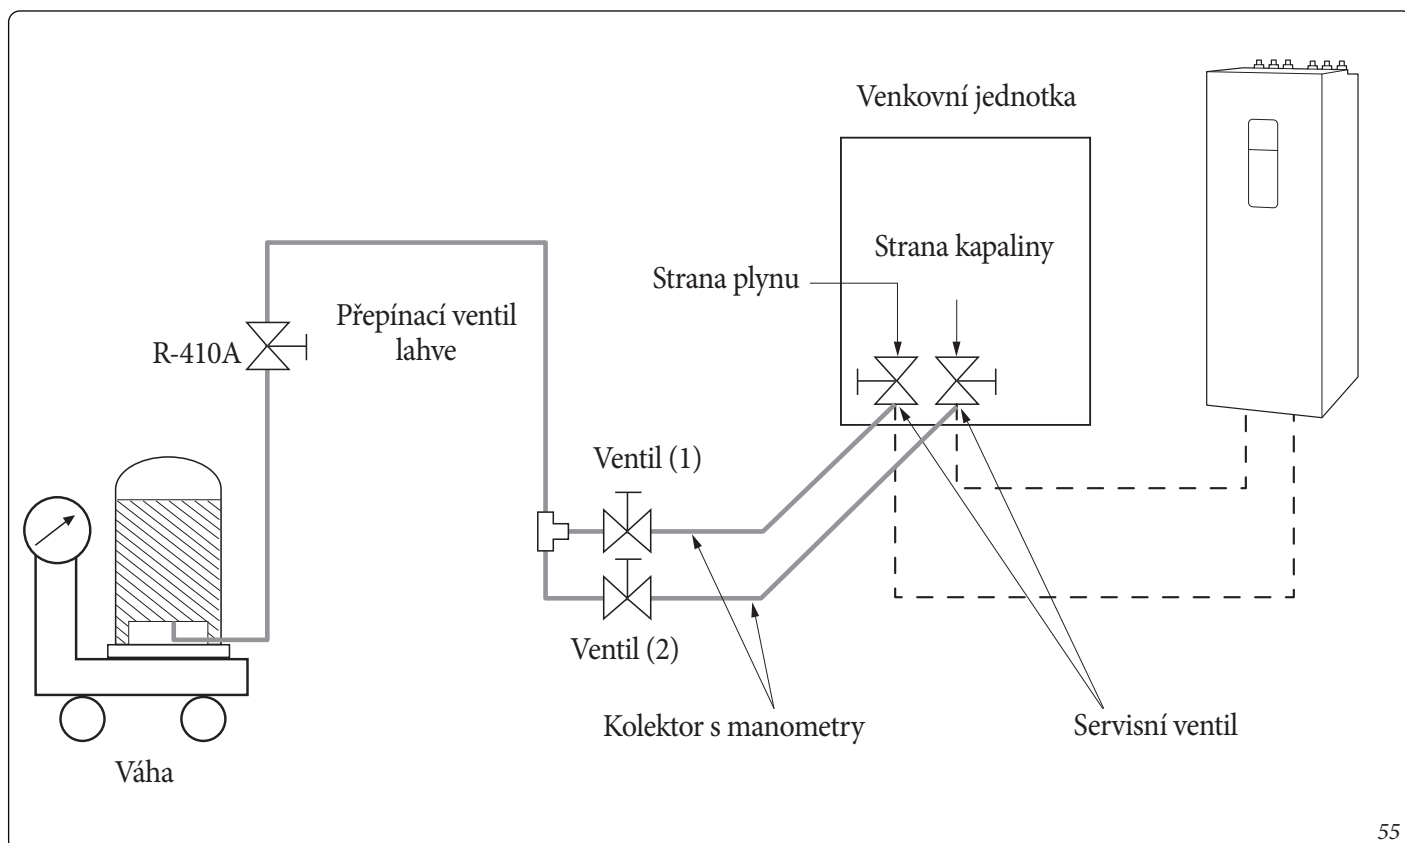 Venkovní jednotka
Strana kapaliny
Strana plynu
Přepínací ventil
lahve
R-410A
Ventil (1)
Ventil (2)
Kolektor s manometry
Servisní ventil
Váha
55